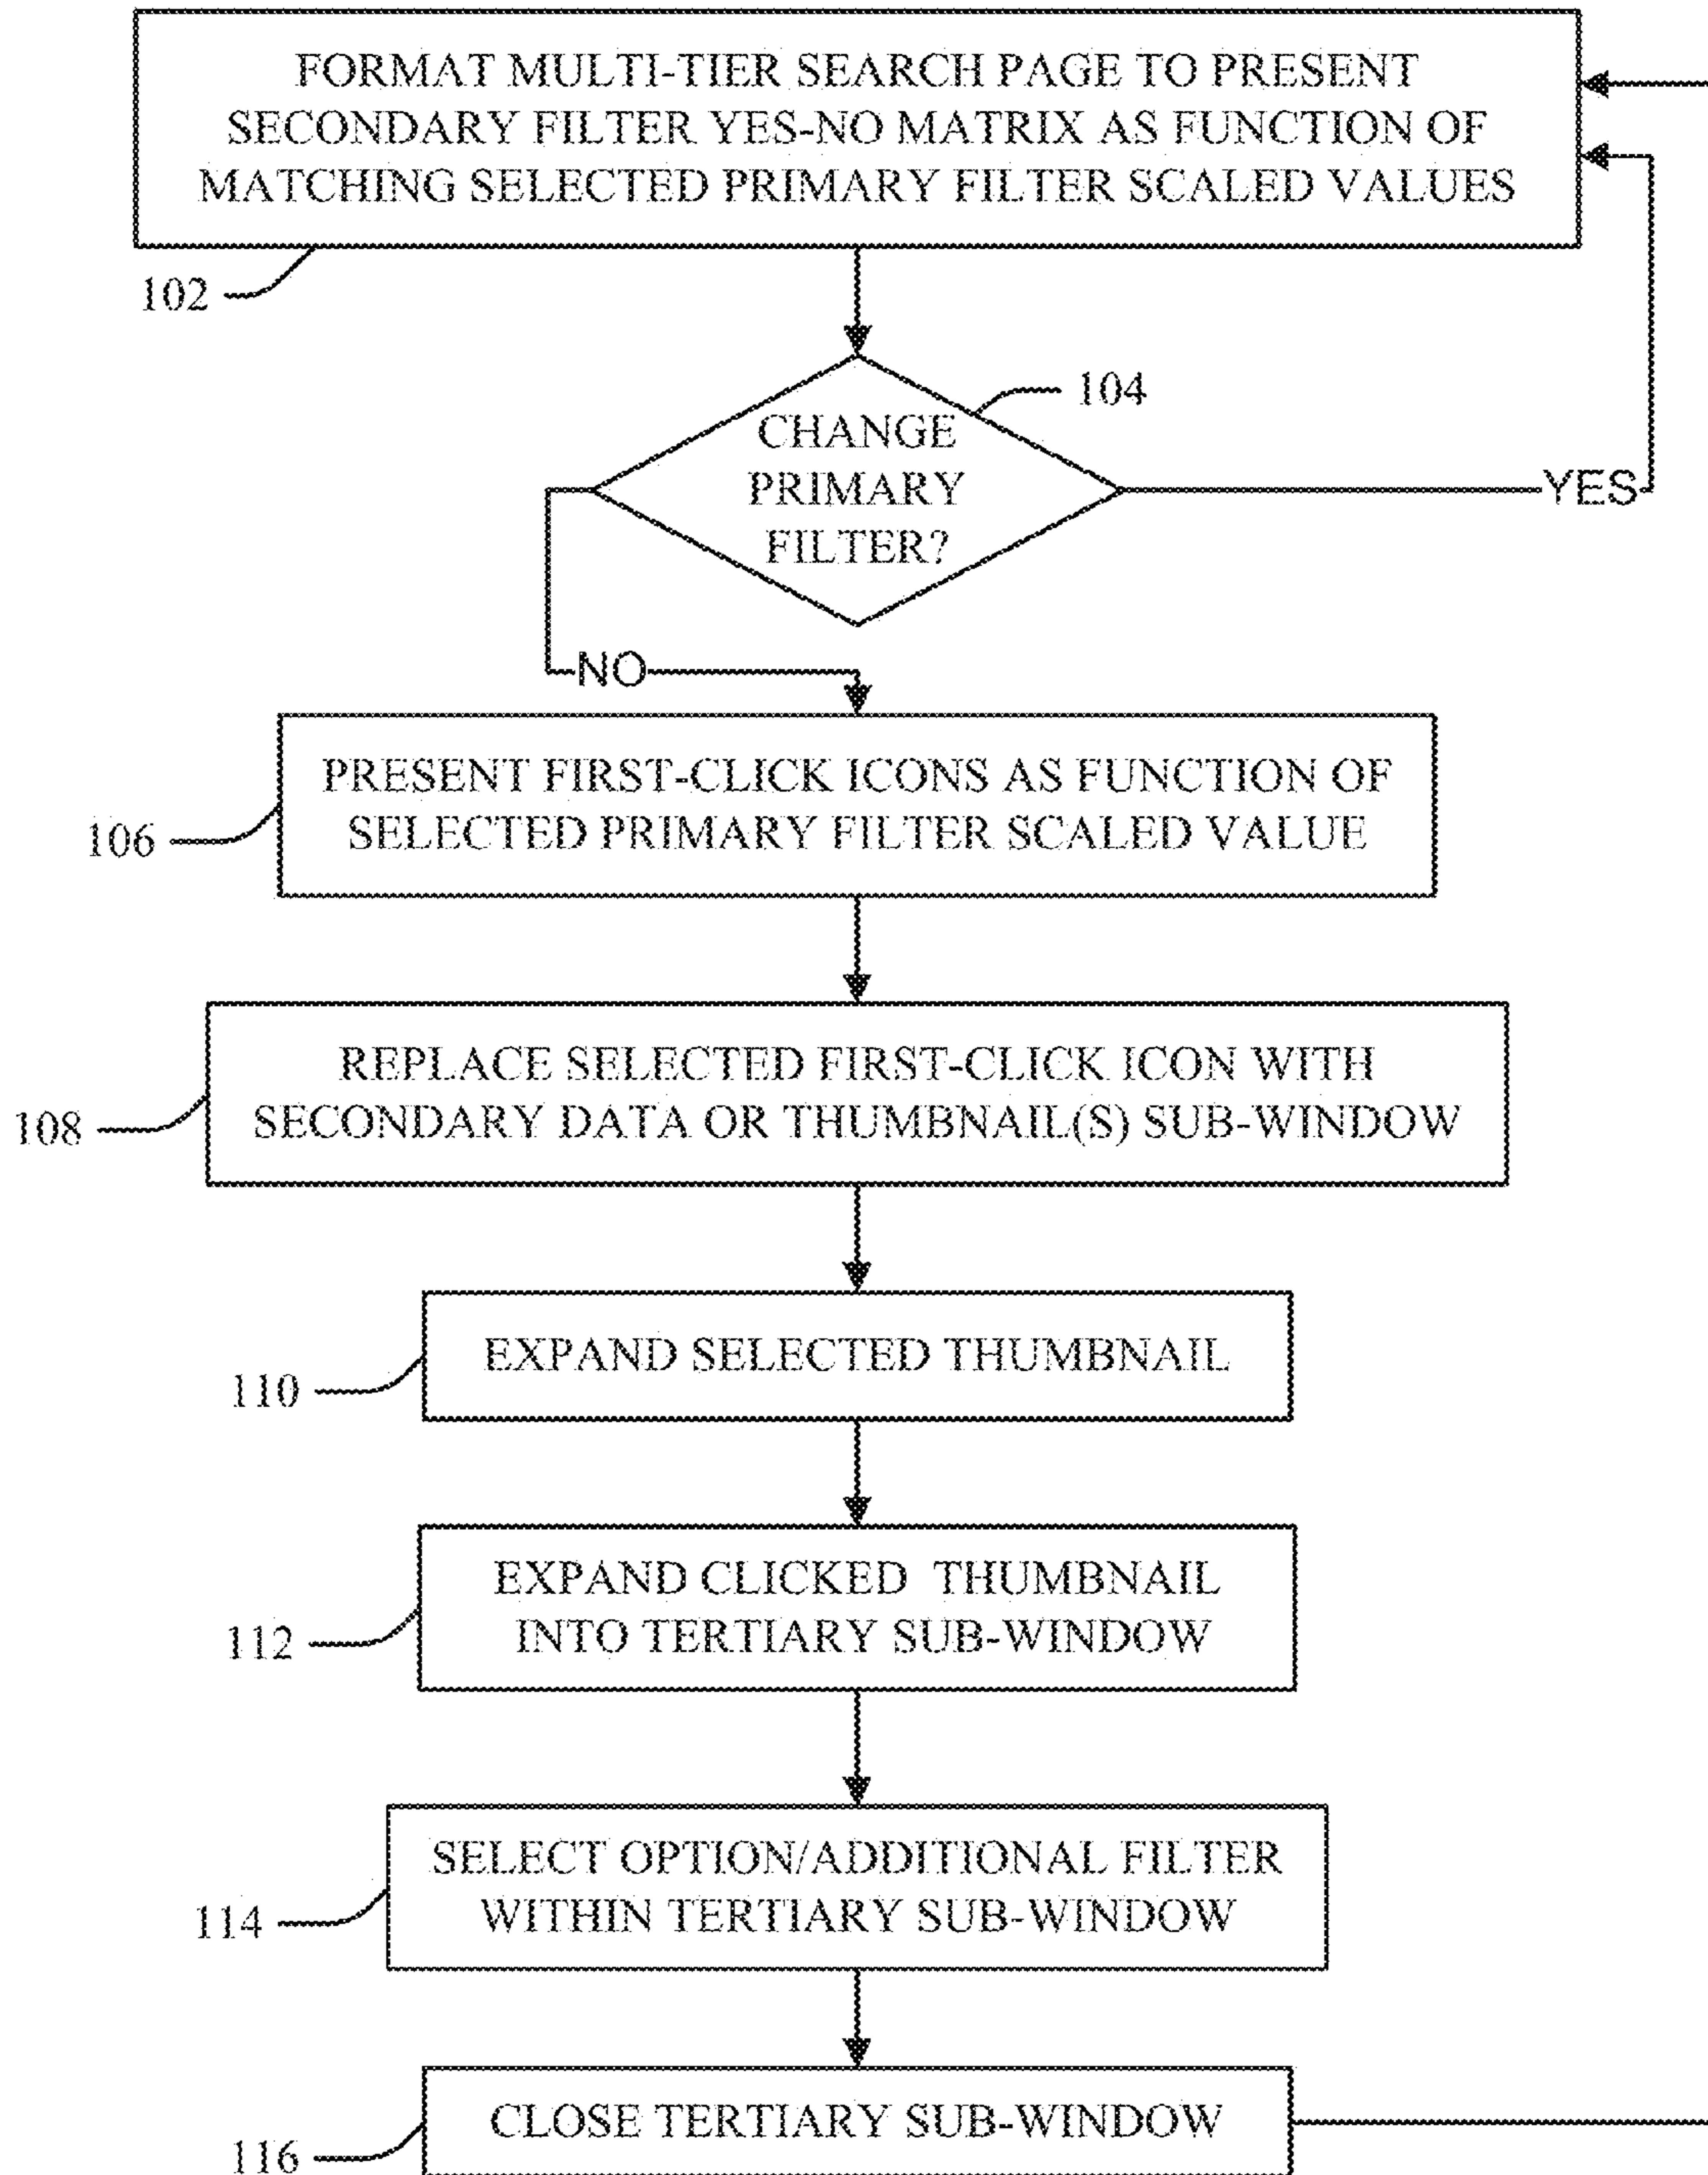 FORMAT MULTI-TIER SEARCH PAGE TO PRESENT
SECONDARY FILTER YES-NO MATRIX AS FUNCTION OF
MATCHING SELECTED PRIMARY FILTER SCALED VALUES
102
104
CHANGE
PRIMARY
FILTER?
YES
NO
PRESENT FIRST-CLICK ICONS AS FUNCTION OF
SELECTED PRIMARY FILTER SCALED VALUE
106
REPLACE SELECTED FIRST-CLICK ICON WITH
SECONDARY DATA OR THUMBNAIL(S) SUB-WINDOW
108
EXPAND SELECTED THUMBNAIL
110
EXPAND CLICKED THUMBNAIL
INTO TERTIARY SUB-WINDOW
112
SELECT OPTION/ADDITIONAL FILTER
WITHIN TERTIARY SUB-WINDOW
114
CLOSE TERTIARY SUB-WINDOW
116